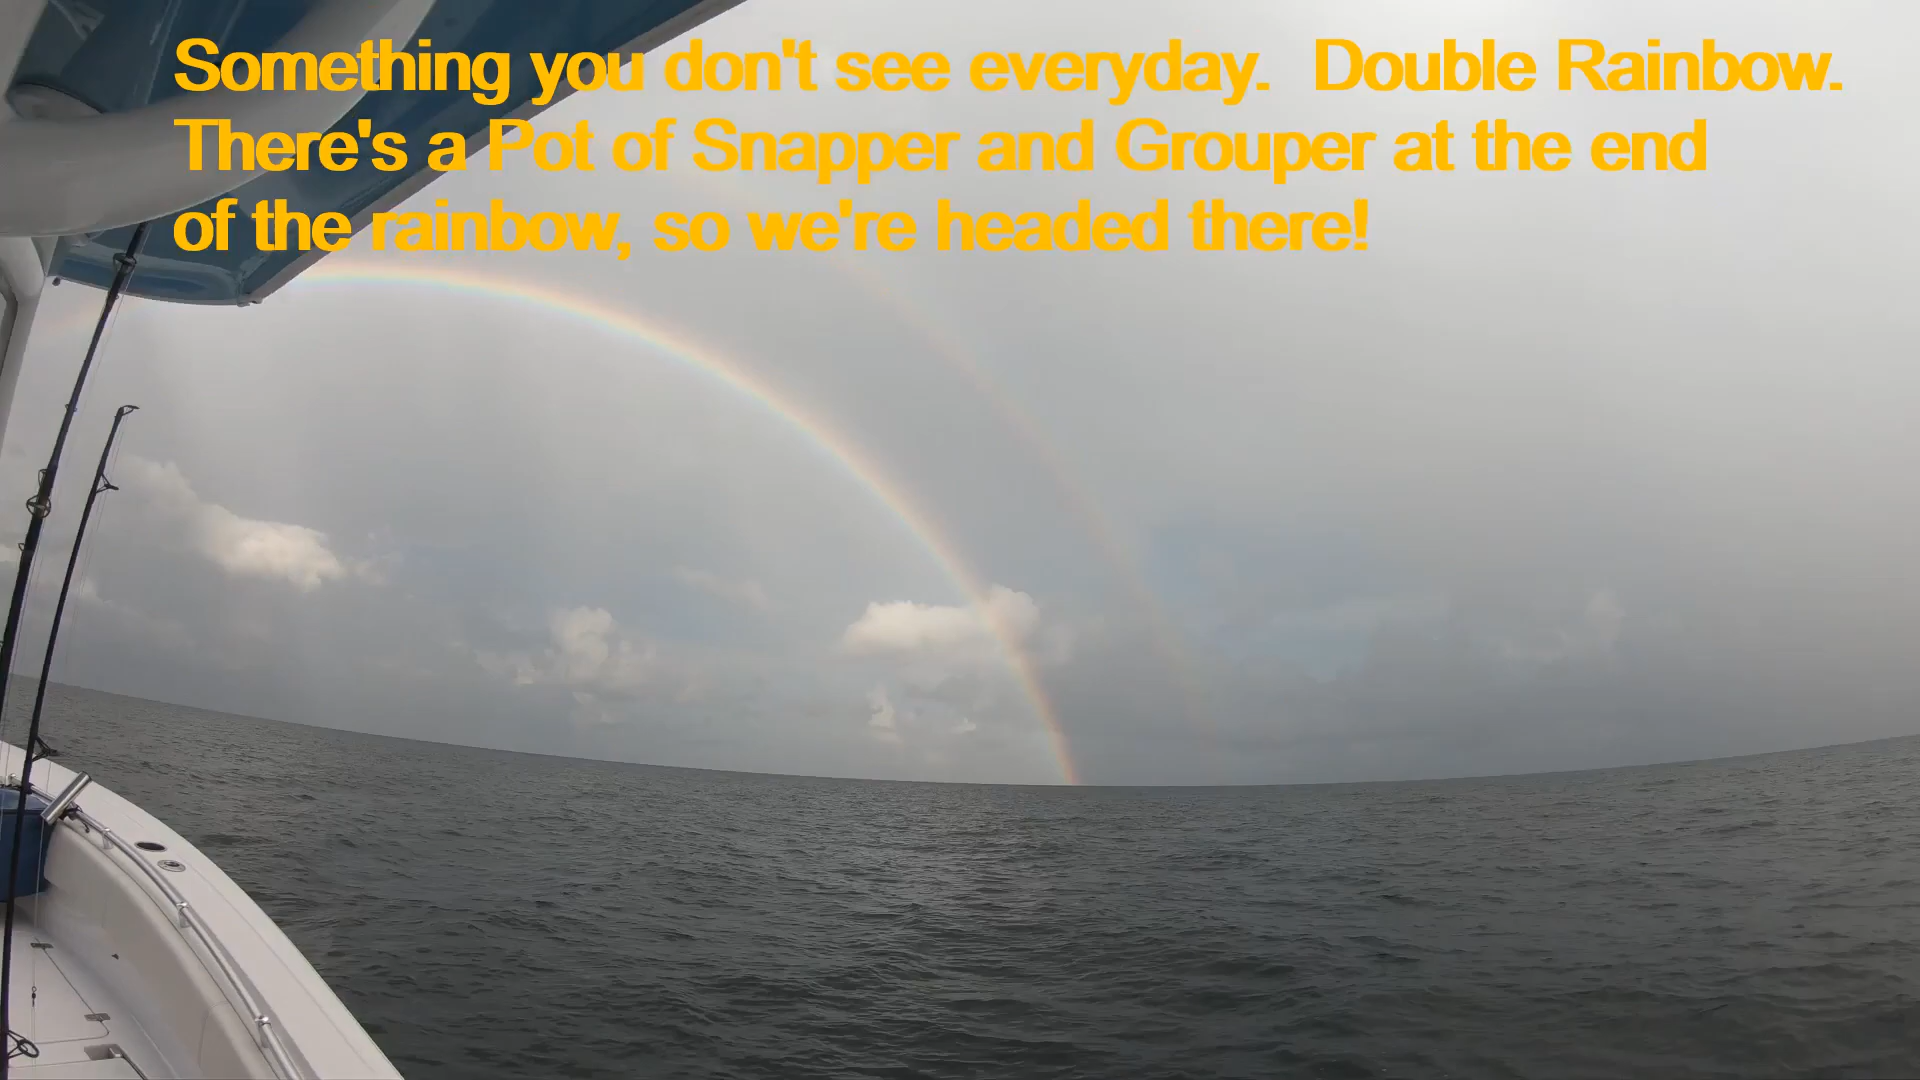 Something you don't see everyday.  Double Rainbow.
There's a Pot of Snapper and Grouper at the end
of the rainbow, so we're headed there!